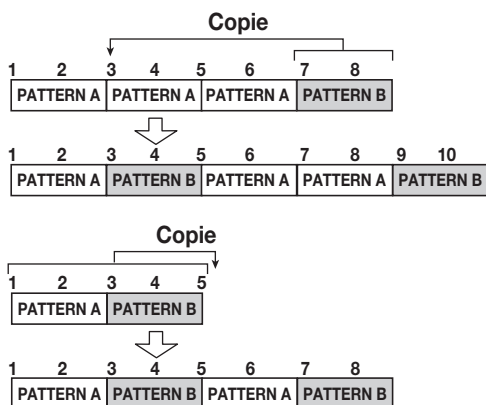 Copie
1 2 3 4 5 6 7 8
PATTERN A PATTERN A PATTERN A PATTERN B
1 2 3 4 5 6 7 8 9 10
PATTERN A PATTERN B PATTERN A PATTERN A PATTERN B
Copie
1 2 3 4 5
PATTERN A PATTERN B
1 2 3 4 5 6 7 8
PATTERN A PATTERN B PATTERN A PATTERN B